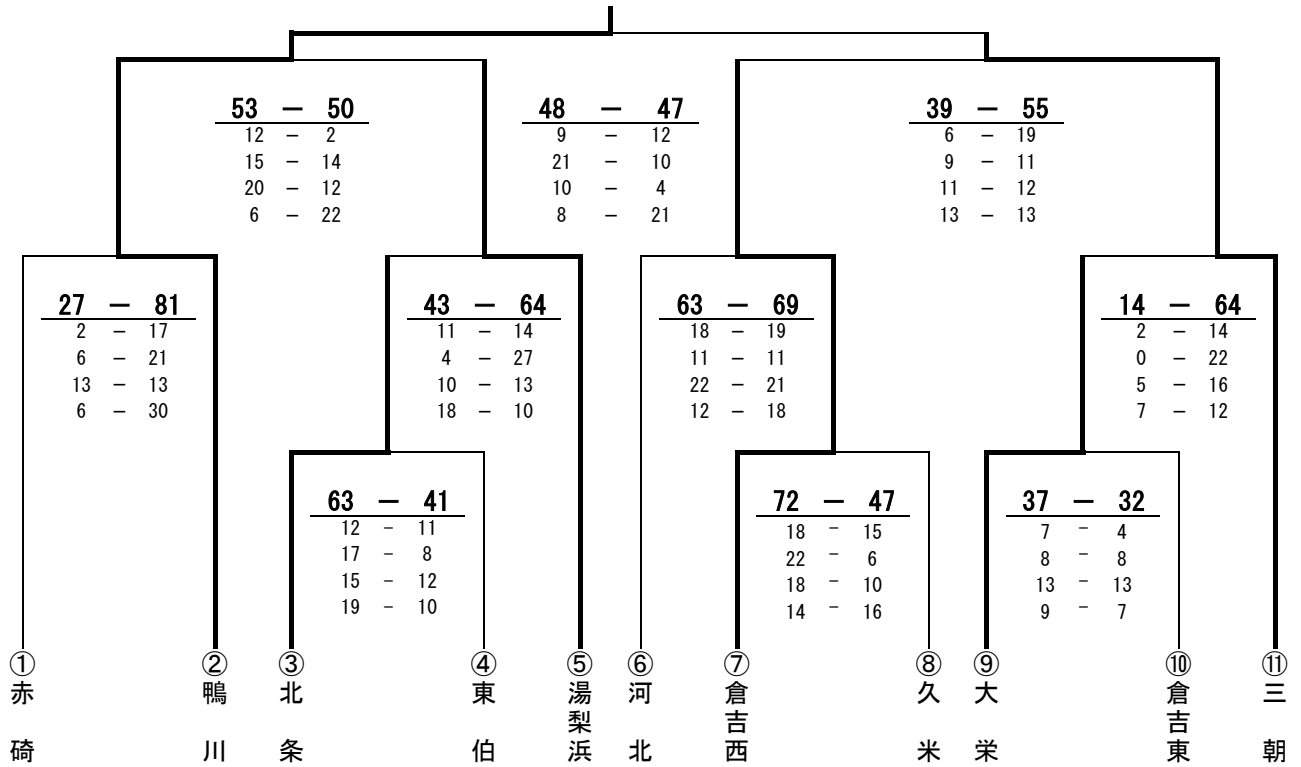 53 － 50
12 － 2
15 － 14
20 － 12
6 － 22
48 － 47
9 － 12
21 － 10
10 － 4
8 － 21
39 － 55
6 － 19
9 － 11
11 － 12
13 － 13
27 － 81
2 － 17
6 － 21
13 － 13
6 － 30
43 － 64
11 － 14
4 － 27
10 － 13
18 － 10
63 － 69
18 － 19
11 － 11
22 － 21
12 － 18
14 － 64
2 － 14
0 － 22
5 － 16
7 － 12
63 － 41
12 － 11
17 － 8
15 － 12
19 － 10
72 － 47
18 － 15
22 － 6
18 － 10
14 － 16
37 － 32
7 － 4
8 － 8
13 － 13
9 － 7
①
赤碕
②
鴨川
③
北条
④
東伯
⑤
湯梨浜
⑥
河北
⑦
倉吉西
⑧
久米
⑨
大栄
⑩
倉吉東
⑪
三朝